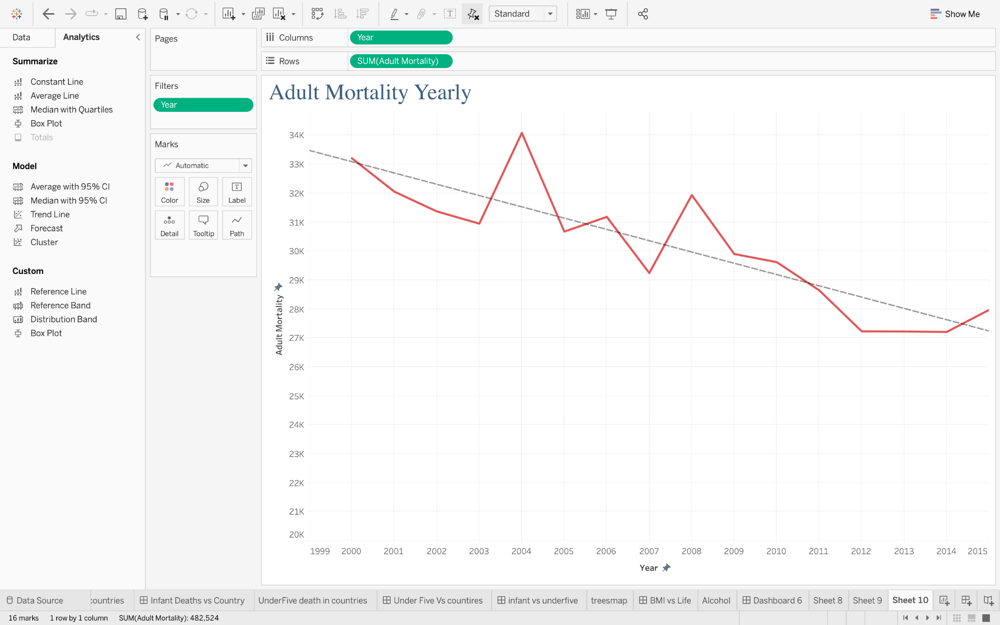 Standard
Show Me
Data
Analytics
Summarize
Constant Line
Average Line
Median with Quartiles
Box Plot
Totals
Model
Average with 95% CI
Median with 95% CI
Trend Line
Forecast
Cluster
Custom
Reference Line
Reference Band
Distribution Band
Box Plot
Pages
Filters
Year
Marks
Automatic
Color
Size
T
Label
Detail
Tooltip
Path
Columns
Year
Rows
SUM(Adult Mortality)
Adult Mortality Yearly
34K
33K
32K
31K
30K
29K
28K
27K
26K
25K
24K
23K
22K
21K
20K
Adult Mortality
1999 2000 2001 2002 2003 2004 2005 2006 2007 2008 2009 2010 2011 2012 2013 2014 2015
Year
Data Source countries Infant Deaths vs Country UnderFive death in countries Under Five Vs countires infant vs underfive treesmap BMI vs Life Alcohol Dashboard 6 Sheet 8 Sheet 9 Sheet 10
16 marks 1 row by 1 column SUM(Adult Mortality): 482,524